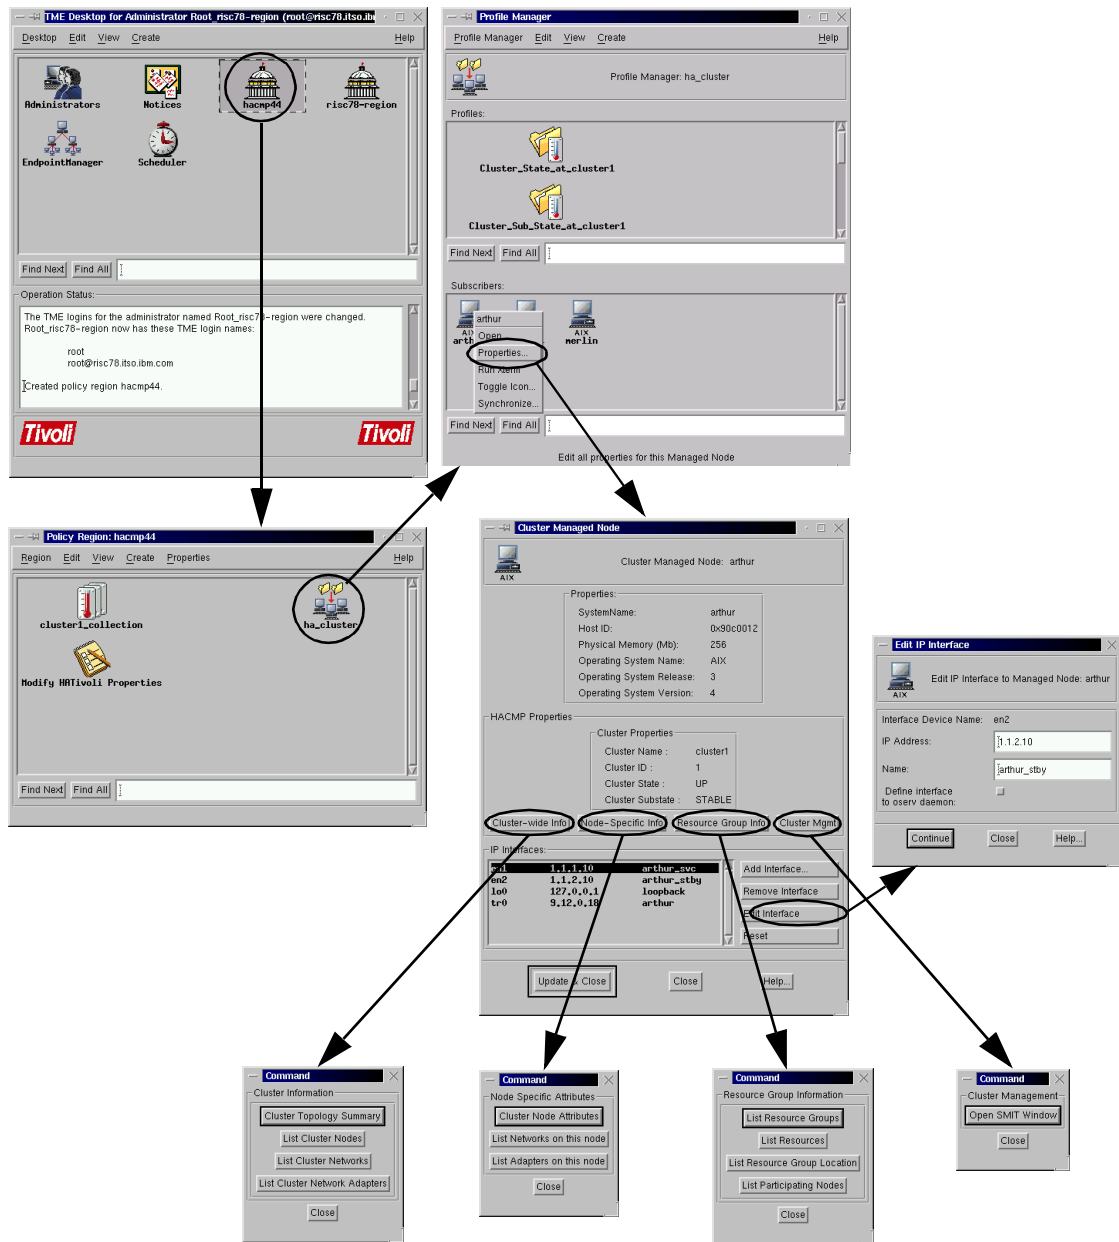 TME Desktop for Administrator Root_risc78-region (root@risc78.itso.ib
Desktop Edit View Create Help
Administrators Notices hacmp44 risc78-region
EndpointManager Scheduler
Find Next Find All
Operation Status:
The TME logins for the administrator named Root_risc78-region were changed.
Root_risc78-region now has these TME login names:
root
root@risc78.itso.ibm.com
Created policy region hacmp44.
Tivoli Tivoli
Profile Manager
Profile Manager Edit View Create Help
Profile Manager: ha_cluster
Profiles:
Cluster_State_at_cluster1
Cluster_Sub_State_at_cluster1
Find Next Find All
Subscribers:
AIX
merlin
arthur
Open
Properties...
Run xterm
Toggle Icon...
Synchronize...
Find Next Find All
Edit all properties for this Managed Node
Policy Region: hacmp44
Region Edit View Create Properties Help
cluster1_collection ha_cluster
Modify HATivoli Properties
Find Next Find All
Cluster Managed Node
AIX
Cluster Managed Node: arthur
Properties:
SystemName: arthur
Host ID: 0x90c0012
Physical Memory (Mb): 256
Operating System Name: AIX
Operating System Release: 3
Operating System Version: 4
HACMP Properties
Cluster Properties
Cluster Name : cluster1
Cluster ID : 1
Cluster State : UP
Cluster Substate : STABLE
Cluster-wide Info Node-Specific Info Resource Group Info Cluster Mgmt
IP Interfaces:
en1 1.1.1.10 arthur_svc
en2 1.1.2.10 arthur_stby
lo0 127.0.0.1 loopback
tr0 9.12.0.18 arthur
Add Interface...
Remove Interface
Edit Interface
Reset
Update & Close Close Help...
Edit IP Interface
AIX
Edit IP Interface to Managed Node: arthur
Interface Device Name: en2
IP Address: 1.1.2.10
Name: arthur_stby
Define interface
to oserv daemon:
Continue Close Help...
Command
Cluster Information
Cluster Topology Summary
List Cluster Nodes
List Cluster Networks
List Cluster Network Adapters
Close
Command
Node Specific Attributes
Cluster Node Attributes
List Networks on this node
List Adapters on this node
Close
Command
Resource Group Information
List Resource Groups
List Resources
List Resource Group Location
List Participating Nodes
Close
Command
Cluster Management
Open SMIT Window
Close